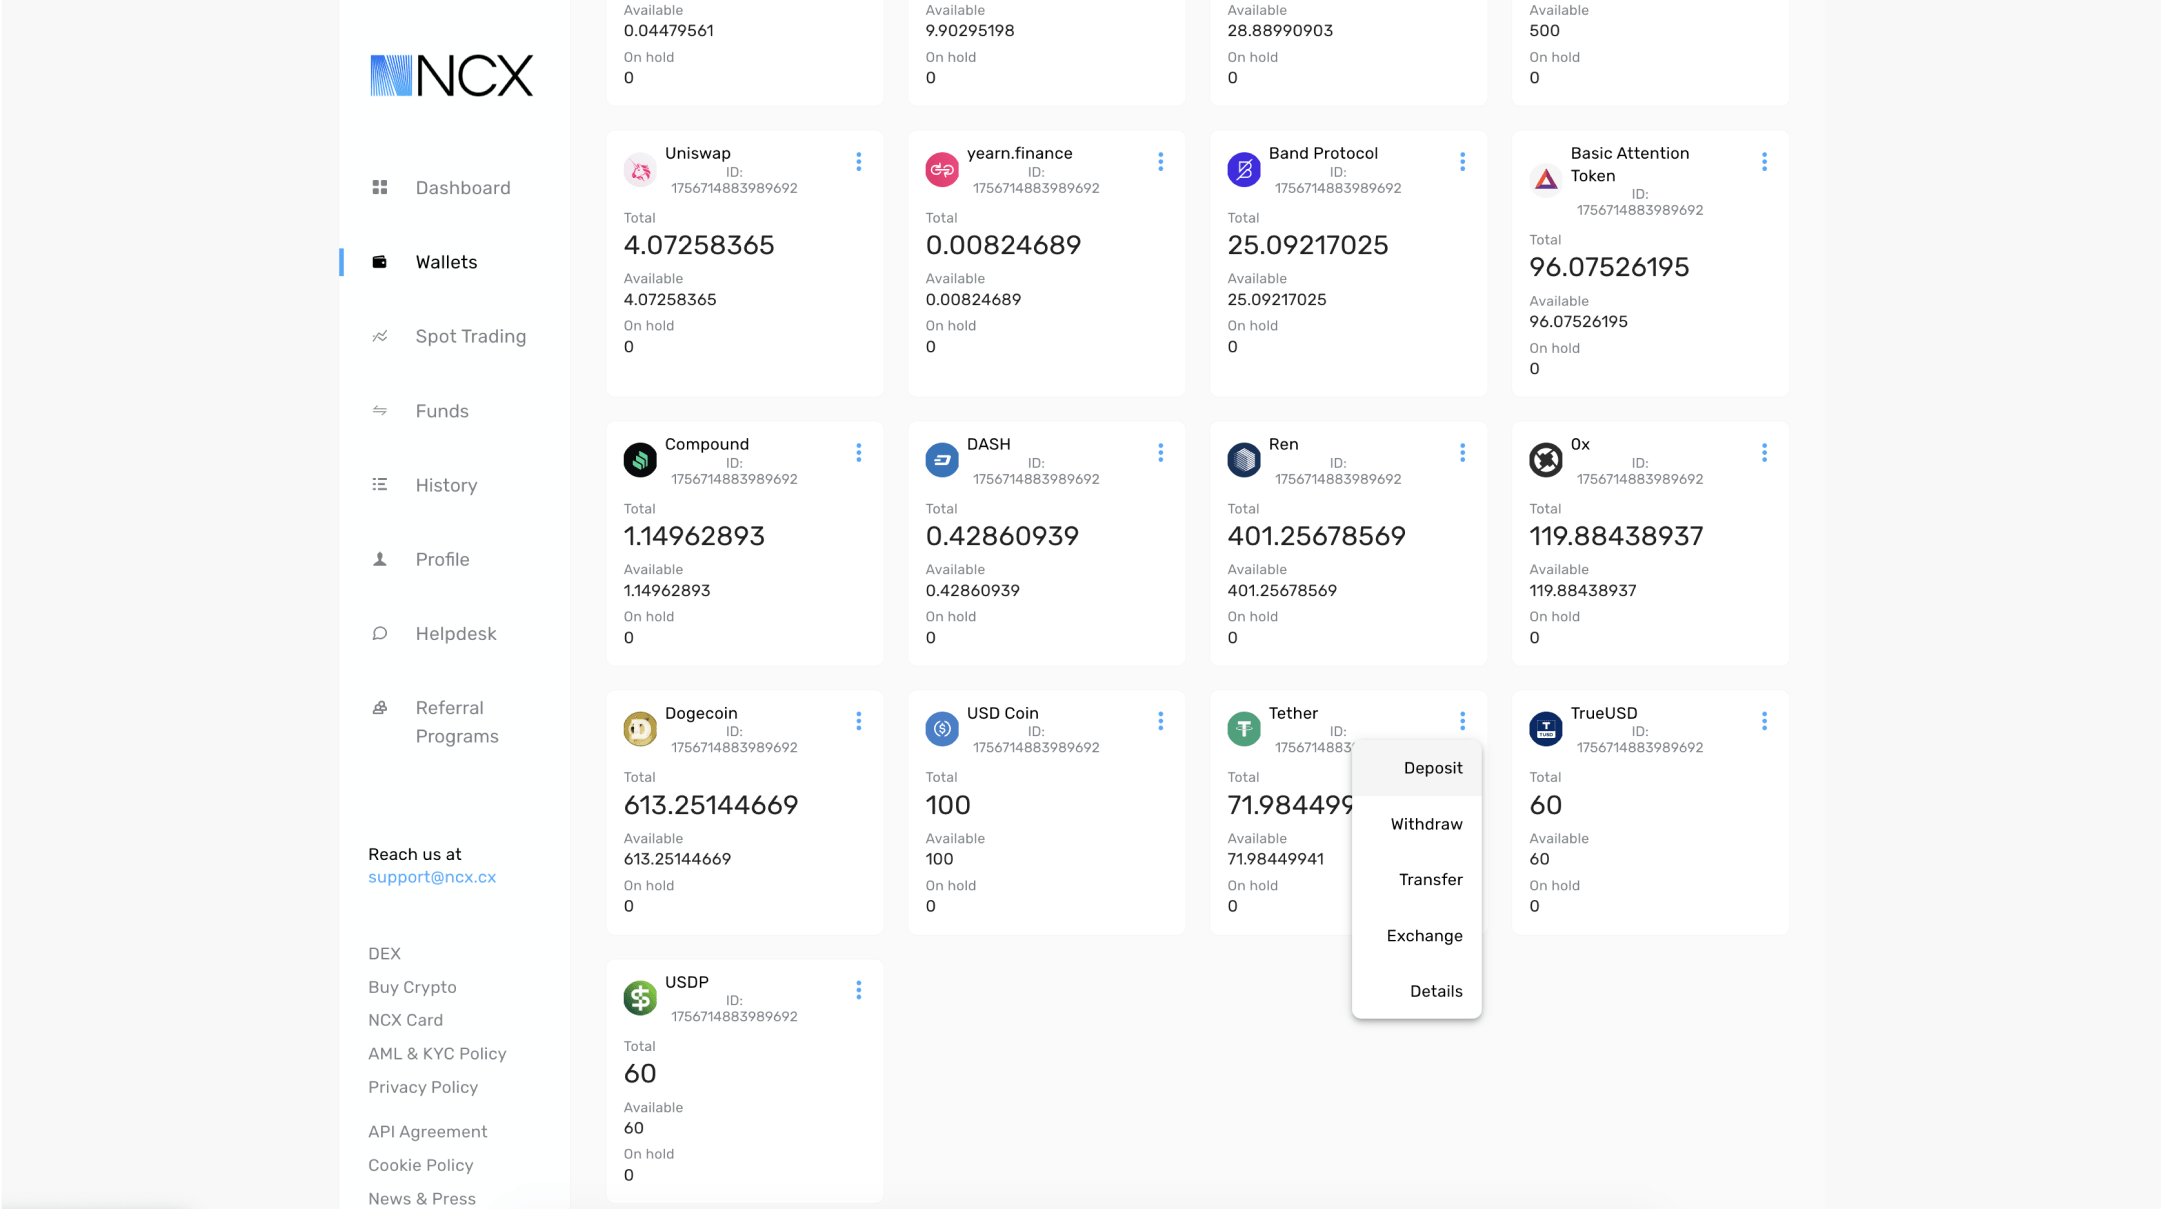 NCX
Dashboard
Wallets
Spot Trading
Funds
History
Profile
Helpdesk
Referral
Programs
Reach us at
support@ncx.cx
DEX
Buy Crypto
NCX Card
AML & KYC Policy
Privacy Policy
API Agreement
Cookie Policy
News & Press
Available
0.04479561
On hold
0
Available
9.90295198
On hold
0
Available
28.88990903
On hold
0
Available
500
On hold
0
Uniswap
ID:
1756714883989692
Total
4.07258365
Available
4.07258365
On hold
0
yearn.finance
ID:
1756714883989692
Total
0.00824689
Available
0.00824689
On hold
0
Band Protocol
ID:
1756714883989692
Total
25.09217025
Available
25.09217025
On hold
0
Basic Attention
Token
ID:
1756714883989692
Total
96.07526195
Available
96.07526195
On hold
0
Compound
ID:
1756714883989692
Total
1.14962893
Available
1.14962893
On hold
0
DASH
ID:
1756714883989692
Total
0.42860939
Available
0.42860939
On hold
0
Ren
ID:
1756714883989692
Total
401.25678569
Available
401.25678569
On hold
0
0x
ID:
1756714883989692
Total
119.88438937
Available
119.88438937
On hold
0
Dogecoin
ID:
1756714883989692
Total
613.25144669
Available
613.25144669
On hold
0
USD Coin
ID:
1756714883989692
Total
100
Available
100
On hold
0
Tether
ID:
1756714883
Total
71.984499
Available
71.98449941
On hold
0
Deposit
Withdraw
Transfer
Exchange
Details
TrueUSD
ID:
1756714883989692
Total
60
Available
60
On hold
0
USDP
ID:
1756714883989692
Total
60
Available
60
On hold
0